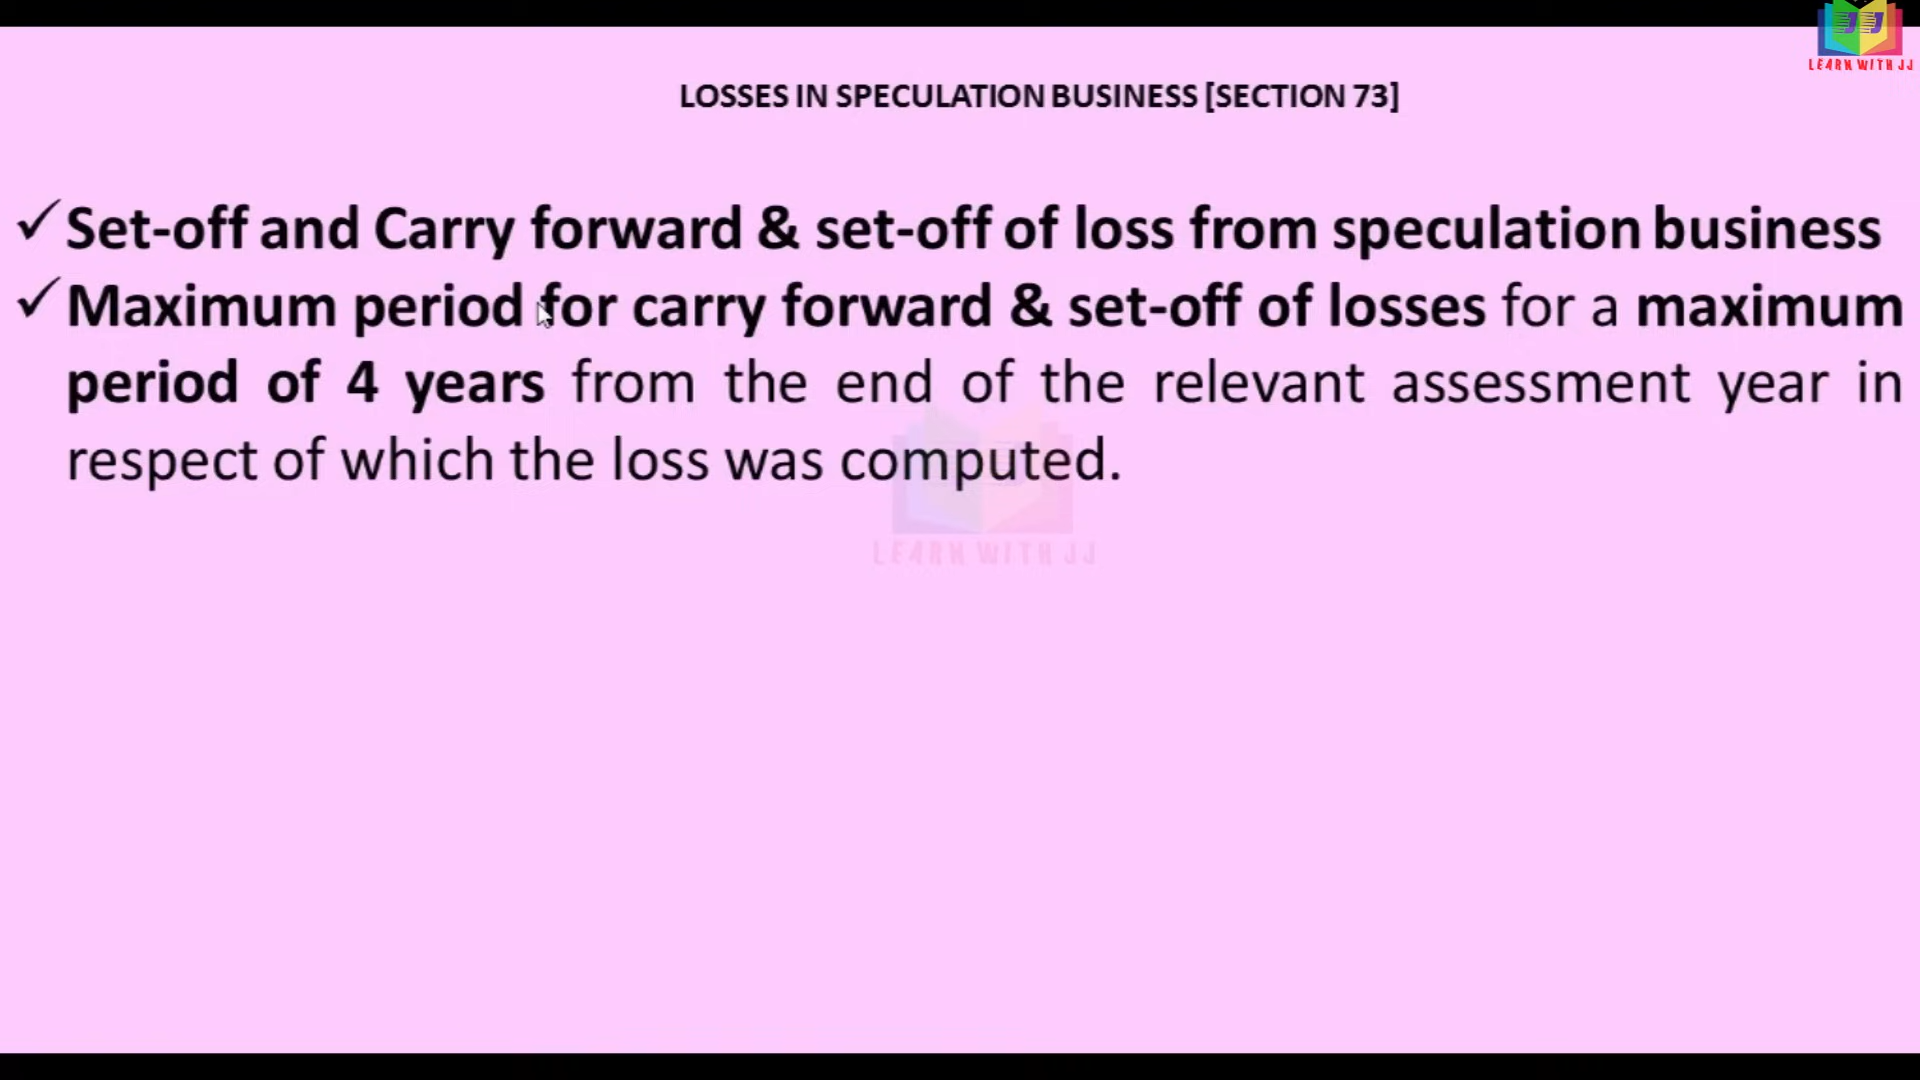 LEARN WITH JJ
LOSSES IN SPECULATION BUSINESS [SECTION 73]
✓ Set-off and Carry forward & set-off of loss from speculation business
✓ Maximum period for carry forward & set-off of losses for a maximum
period of 4 years from the end of the relevant assessment year in
respect of which the loss was computed.
LEARN WITH JJ